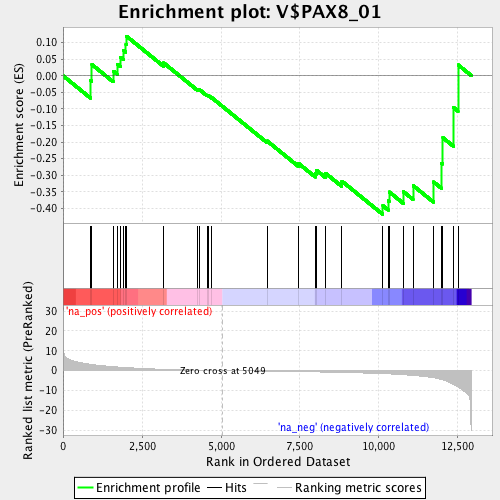 Enrichment plot: V$PAX8_01
Enrichment score (ES)
0.10
0.05
0.00
-0.05
-0.10
-0.15
-0.20
-0.25
-0.30
-0.35
-0.40
'na_pos' (positively correlated)
Ranked list metric (PreRanked)
30
20
10
0
-10
-20
-30
Zero cross at 5049
'na_neg' (negatively correlated)
0 2,500 5,000 7,500 10,000 12,500
Rank in Ordered Dataset
Enrichment profile Hits Ranking metric scores